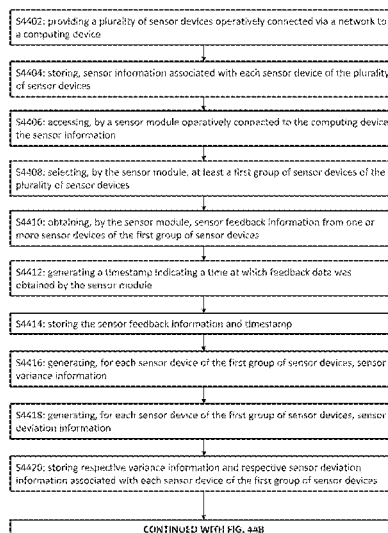 S4402: providing a plurality of sensor devices operatively connected via a network to
a computing device
S4404: storing, sensor information associated with each sensor device of the plurality
of sensor devices
S4406: accessing, by a sensor module operatively connected to the computing device
the sensor information
S4408: selecting, by the sensor module, at least a first group of sensor devices of the
plurality of sensor devices
S4410: obtaining, by the sensor module, sensor feedback information from one or
more sensor devices of the first group of sensor devices
S4412: generating a timestamp indicating a time at which feedback data was
obtained by the sensor module
S4414: storing the sensor feedback information and timestamp
S4416: generating, for each sensor device of the first group of sensor devices, sensor
variance information
S4418: generating, for each sensor device of the first group of sensor devices, sensor
deviation information
S4420: storing respective variance information and respective sensor deviation
information associated with each sensor device of the first group of sensor devices
CONTINUED WITH FIG. 44B